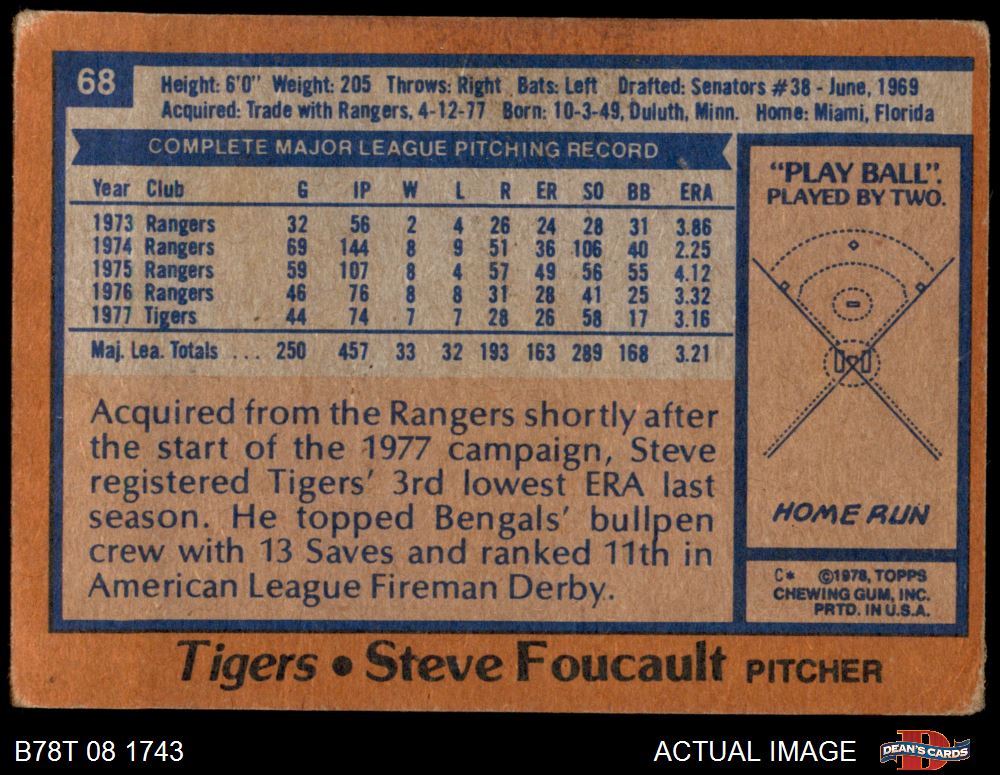 68
Height: 6'0" Weight: 205 Throws: Right Bats: Left Drafted: Senators #38 - June, 1969
Acquired: Trade with Rangers, 4-12-77 Born: 10-3-49, Duluth, Minn. Home: Miami, Florida
COMPLETE MAJOR LEAGUE PITCHING RECORD
Year Club G IP W L R ER SO BB ERA
1973 Rangers 32 56 2 4 26 24 28 31 3.86
1974 Rangers 69 144 8 9 51 36 106 40 2.25
1975 Rangers 59 107 8 4 57 49 56 55 4.12
1976 Rangers 46 76 8 8 31 28 41 25 3.32
1977 Tigers 44 74 7 7 28 26 58 17 3.16
Maj. Lea. Totals ... 250 457 33 32 193 163 289 168 3.21
Acquired from the Rangers shortly after
the start of the 1977 campaign, Steve
registered Tigers' 3rd lowest ERA last
season. He topped Bengals' bullpen
crew with 13 Saves and ranked 11th in
American League Fireman Derby.
"PLAY BALL".
PLAYED BY TWO.
HOME RUN
C* ©1978, TOPPS
CHEWING GUM, INC.
PRTD. IN U.S.A.
Tigers • Steve Foucault PITCHER
B78T 08 1743
ACTUAL IMAGE
D
DEAN'S CARDS